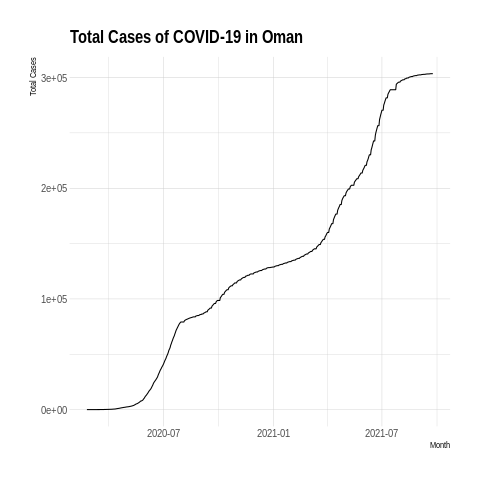 Total Cases of COVID-19 in Oman
Total Cases
3e+05
2e+05
1e+05
0e+00
2020-07 2021-01 2021-07
Month